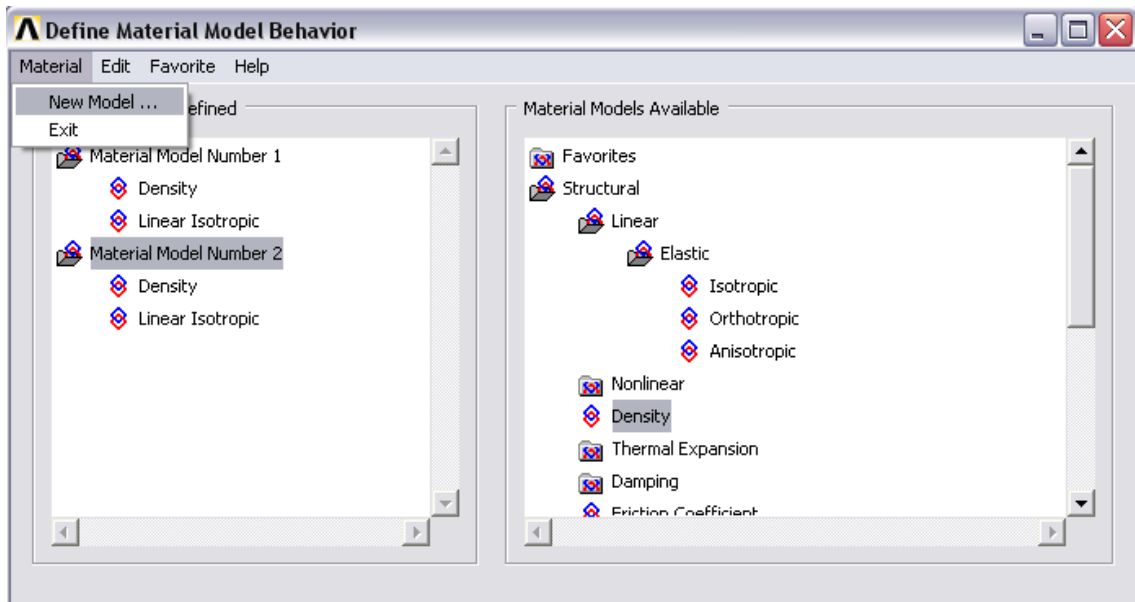 Define Material Model Behavior
Material Edit Favorite Help
New Model ...
Exit
efined
Material Model Number 1
Density
Linear Isotropic
Material Model Number 2
Density
Linear Isotropic
Material Models Available
Favorites
Structural
Linear
Elastic
Isotropic
Orthotropic
Anisotropic
Nonlinear
Density
Thermal Expansion
Damping
Friction Coefficient